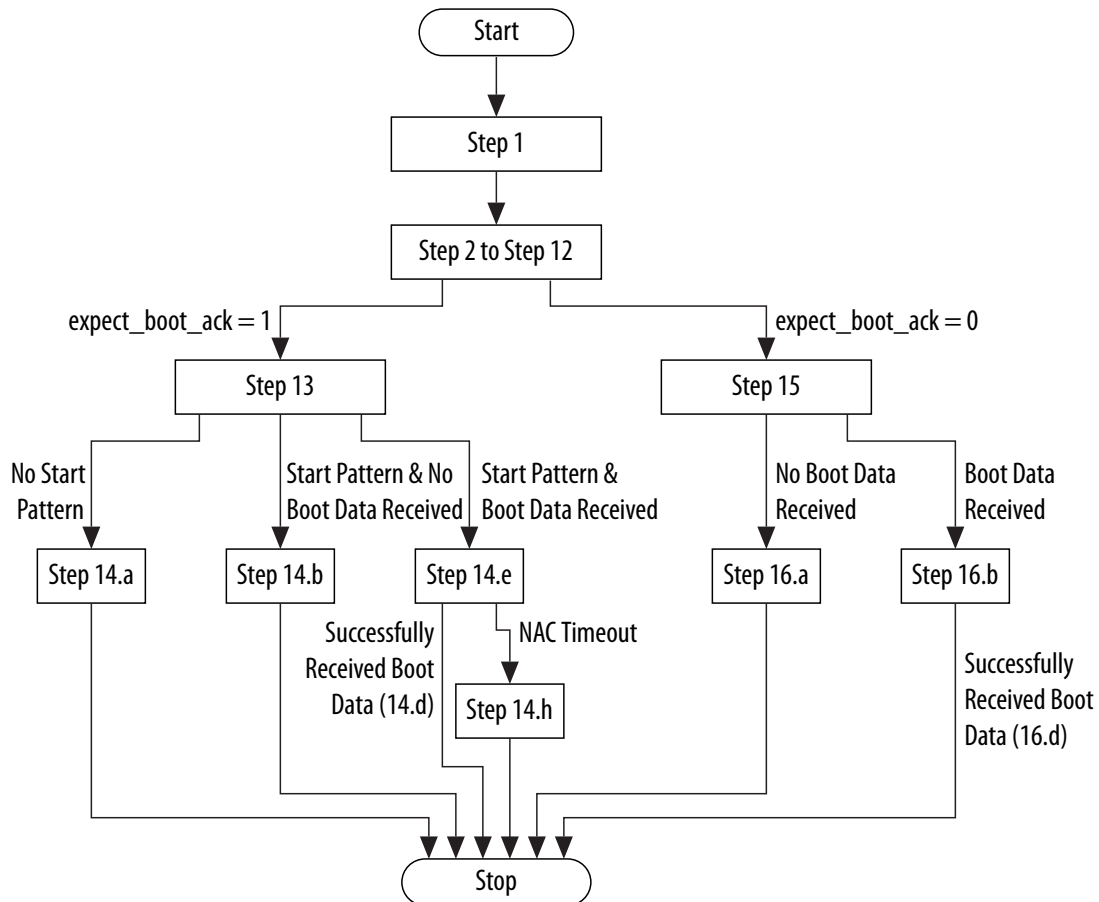 Start
Step 1
Step 2 to Step 12
expect_boot_ack = 1
expect_boot_ack = 0
Step 13
Step 15
No Start
Pattern
Start Pattern & No
Boot Data Received
Start Pattern &
Boot Data Received
No Boot Data
Received
Boot Data
Received
Step 14.a
Step 14.b
Step 14.e
Step 16.a
Step 16.b
Successfully
Received Boot
Data (14.d)
NAC Timeout
Step 14.h
Successfully
Received Boot
Data (16.d)
Stop